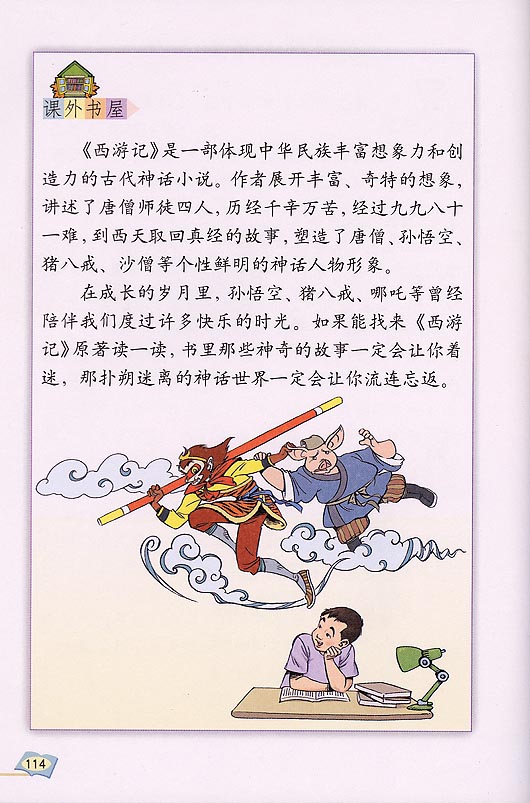 课外书屋
《西游记》是一部体现中华民族丰富想象力和创
造力的古代神话小说。作者展开丰富、奇特的想象，
讲述了唐僧师徒四人，历经千辛万苦，经过九九八十
一难，到西天取回真经的故事，塑造了唐僧、孙悟空、
猪八戒、沙僧等个性鲜明的神话人物形象。
在成长的岁月里，孙悟空、猪八戒、哪吒等曾经
陪伴我们度过许多快乐的时光。如果能找来《西游
记》原著读一读，书里那些神奇的故事一定会让你着
迷，那扑朔迷离的神话世界一定会让你流连忘返。
114